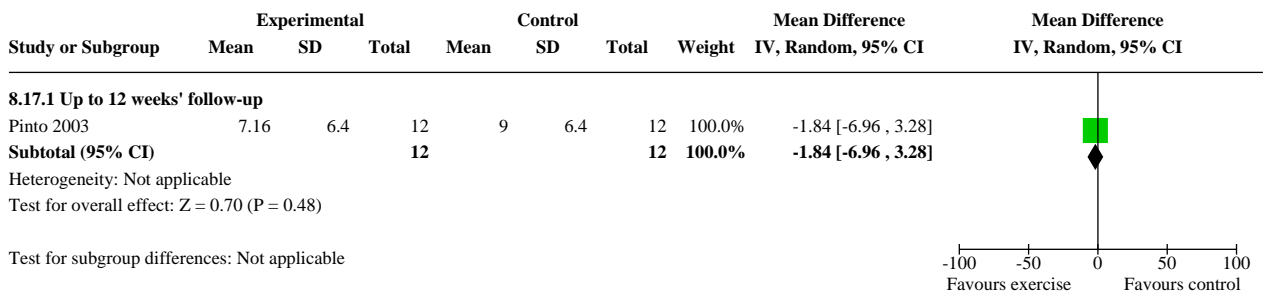 Experimental Control Mean Difference Mean Difference
Study or Subgroup Mean SD Total Mean SD Total Weight IV, Random, 95% CI IV, Random, 95% CI
8.17.1 Up to 12 weeks' follow-up
Pinto 2003 7.16 6.4 12 9 6.4 12 100.0% -1.84 [-6.96 , 3.28]
Subtotal (95% CI) 12 12 100.0% -1.84 [-6.96 , 3.28]
Heterogeneity: Not applicable
Test for overall effect: Z = 0.70 (P = 0.48)
Test for subgroup differences: Not applicable
-100 -50 0 50 100
Favours exercise Favours control